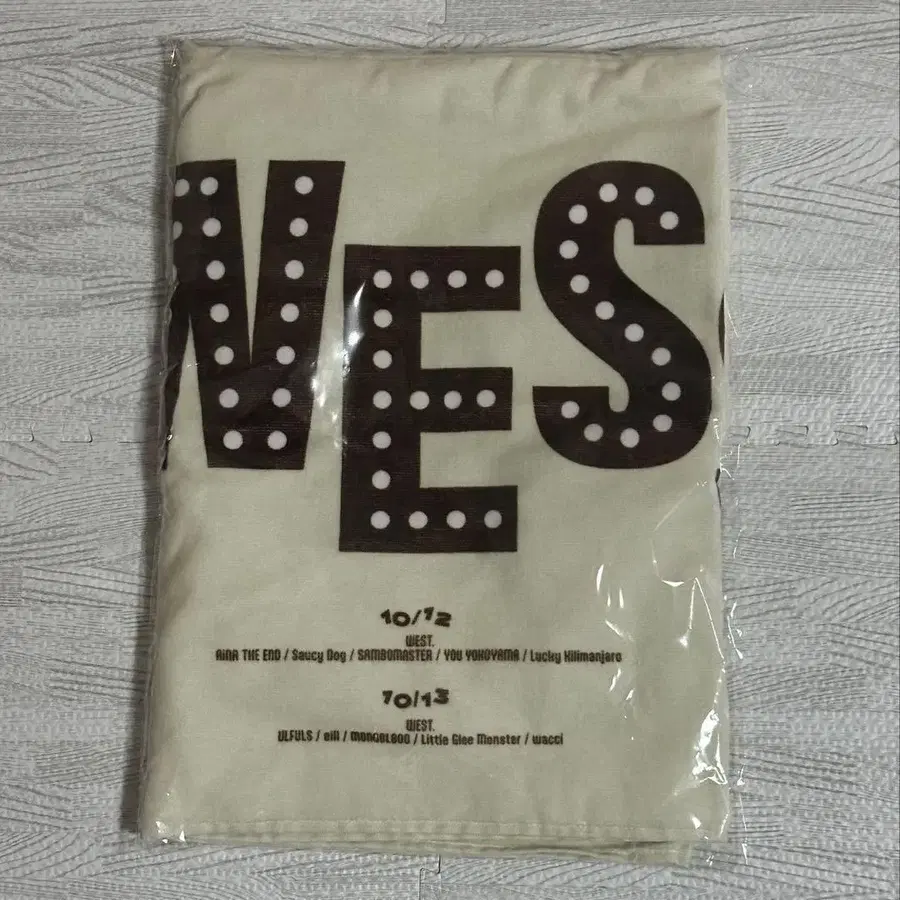 WES
10/12
WEST.
AiNA THE END / Saucy Dog / SAMBOMASTER / YOU YOKOYAMA / Lucky Kilimanjaro
10/13
WEST.
ULFULS / eill / MONGOL800 / Little Glee Monster / wacci